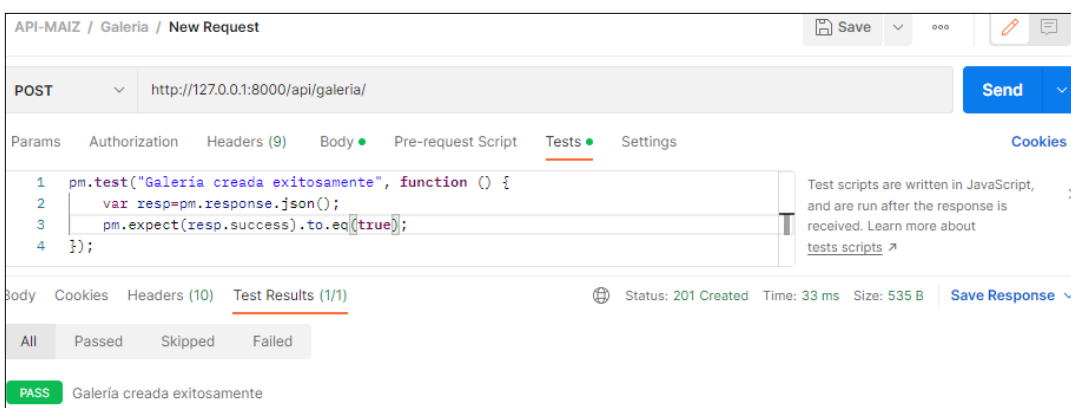 API-MAIZ / Galeria / New Request
Save
POST
http://127.0.0.1:8000/api/galeria/
Send
Params Authorization Headers (9) Body Pre-request Script Tests Settings Cookies
1 pm.test("Galería creada exitosamente", function () {
2 var resp=pm.response.json();
3 pm.expect(resp.success).to.eq(true);
4 });
Test scripts are written in JavaScript,
and are run after the response is
received. Learn more about
tests scripts ↗
Body Cookies Headers (10) Test Results (1/1) Status: 201 Created Time: 33 ms Size: 535 B Save Response
All Passed Skipped Failed
PASS Galería creada exitosamente